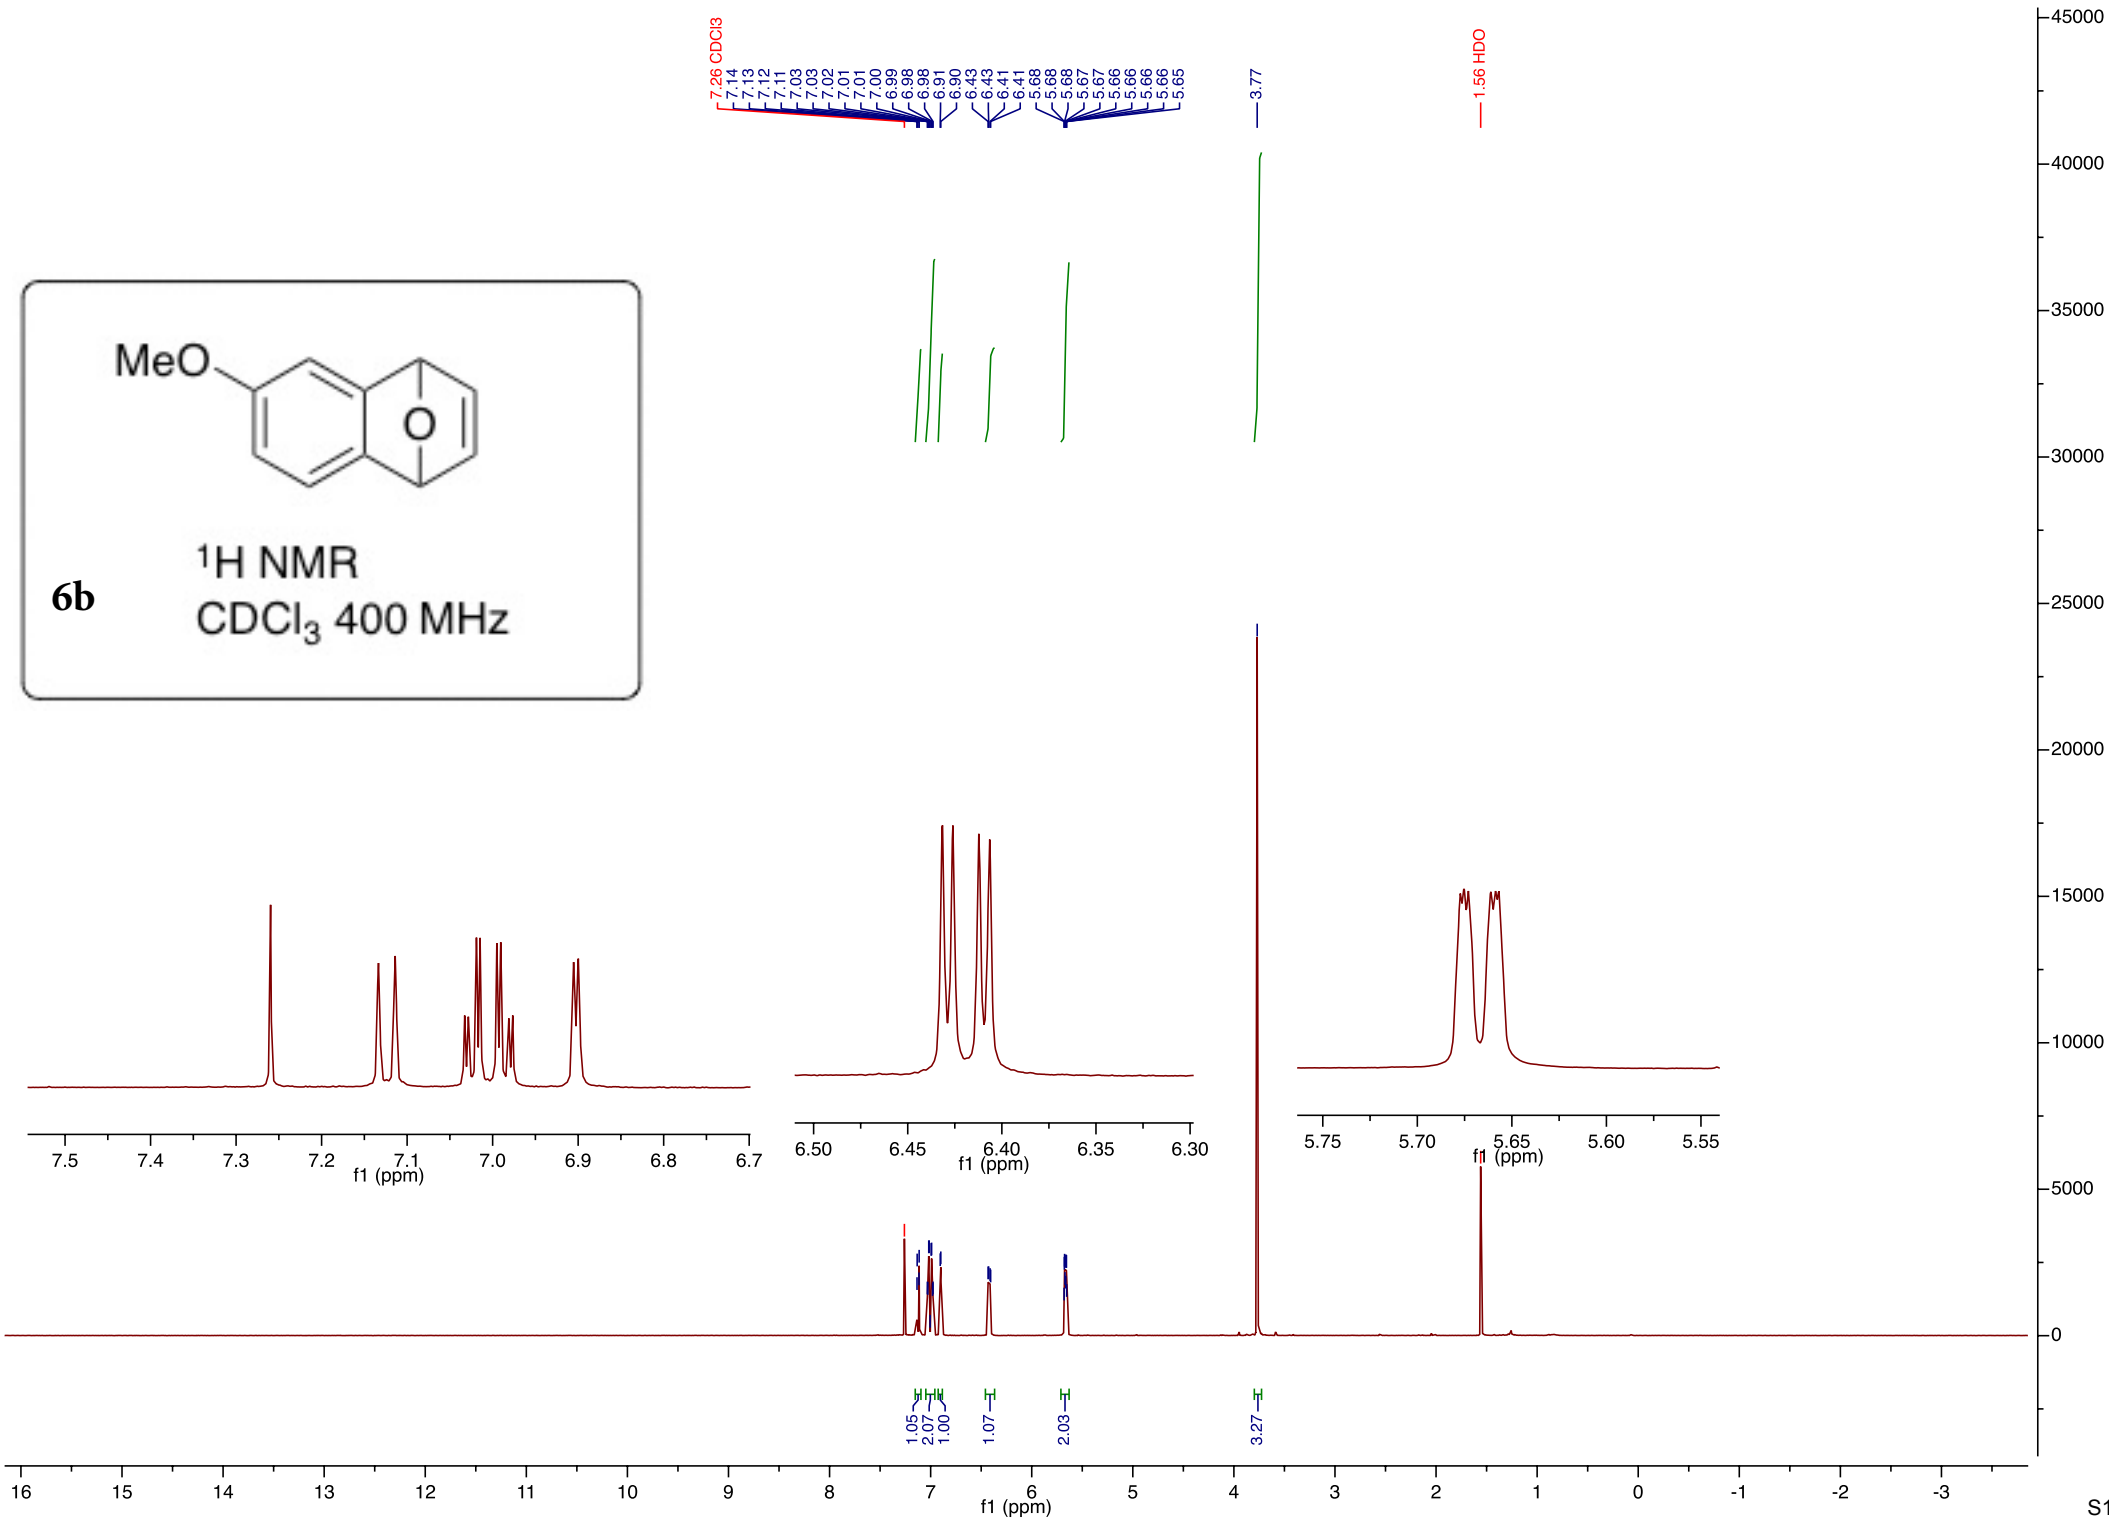 7.26 CDCl3
7.14
7.13
7.12
7.11
7.03
7.03
7.02
7.01
7.01
7.00
6.99
6.98
6.98
6.91
6.90
6.43
6.43
6.41
6.41
5.68
5.68
5.68
5.67
5.67
5.66
5.66
5.66
5.66
5.65
3.77
1.56 HDO
45000
40000
35000
30000
25000
20000
15000
10000
5000
0
MeO
O
¹H NMR
6b
CDCl₃ 400 MHz
7.5 7.4 7.3 7.2 7.1 7.0 6.9 6.8 6.7
f1 (ppm)
6.50 6.45 6.40 6.35 6.30
f1 (ppm)
5.75 5.70 5.65 5.60 5.55
f1 (ppm)
1.05
2.07
1.00
1.07
2.03
3.27
16 15 14 13 12 11 10 9 8 7 6 5 4 3 2 1 0 -1 -2 -3
f1 (ppm)
S1